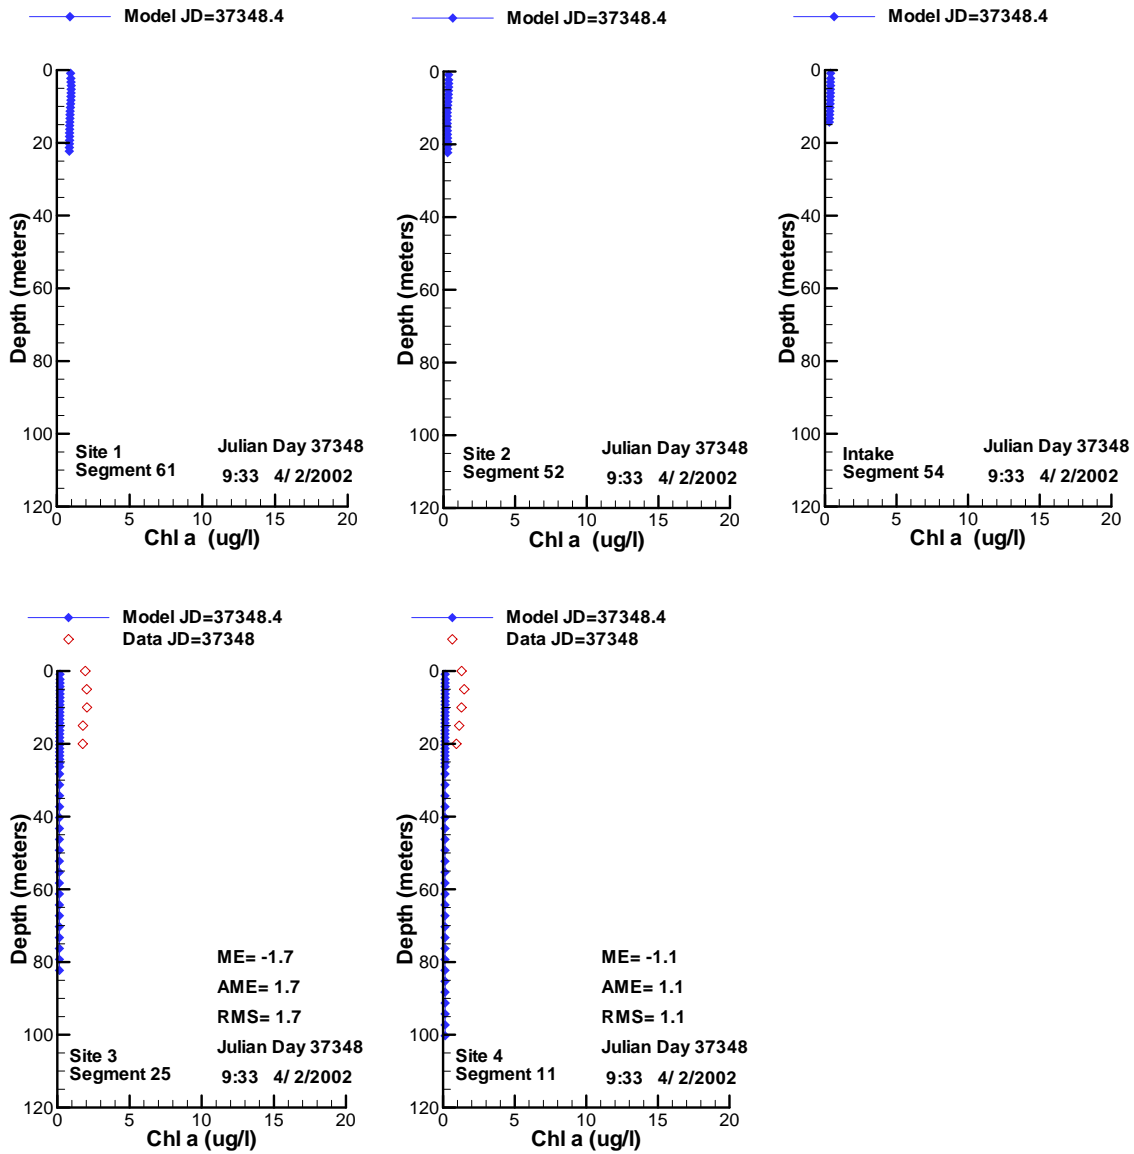 Model JD=37348.4
0
20
40
60
80
100
120
Depth (meters)
Site 1
Segment 61
Julian Day 37348
9:33 4/ 2/2002
0 5 10 15 20
Chl a (ug/l)
Model JD=37348.4
0
20
40
60
80
100
120
Depth (meters)
Site 2
Segment 52
Julian Day 37348
9:33 4/ 2/2002
0 5 10 15 20
Chl a (ug/l)
Model JD=37348.4
0
20
40
60
80
100
120
Depth (meters)
Intake
Segment 54
Julian Day 37348
9:33 4/ 2/2002
0 5 10 15 20
Chl a (ug/l)
Model JD=37348.4
Data JD=37348
0
20
40
60
80
100
120
Depth (meters)
ME= -1.7
AME= 1.7
RMS= 1.7
Site 3
Segment 25
Julian Day 37348
9:33 4/ 2/2002
0 5 10 15 20
Chl a (ug/l)
Model JD=37348.4
Data JD=37348
0
20
40
60
80
100
120
Depth (meters)
ME= -1.1
AME= 1.1
RMS= 1.1
Site 4
Segment 11
Julian Day 37348
9:33 4/ 2/2002
0 5 10 15 20
Chl a (ug/l)